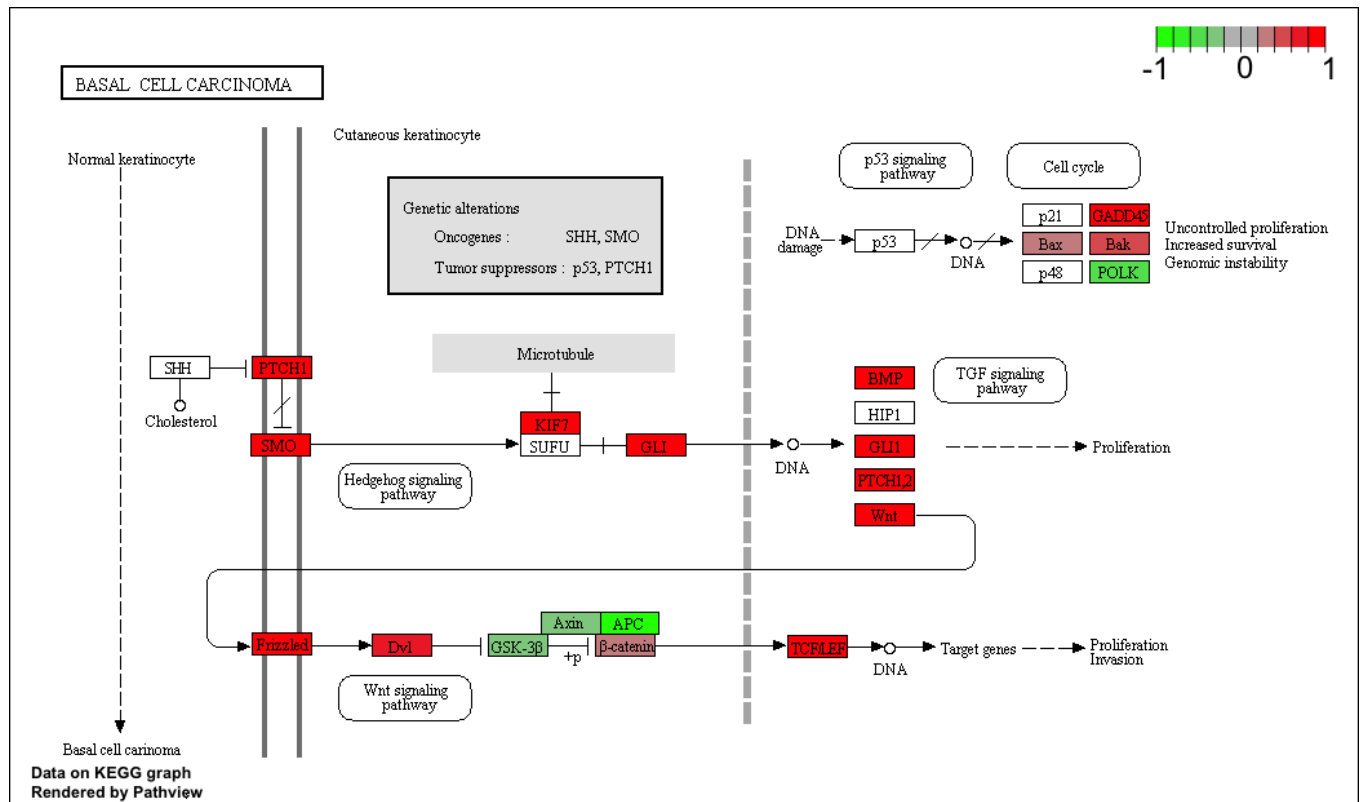 -1 0 1
BASAL CELL CARCINOMA
Cutaneous keratinocyte
Normal keratinocyte
p53 signaling
pathway
Cell cycle
Genetic alterations
Oncogenes : SHH, SMO
Tumor suppressors : p53, PTCH1
DNA
damage
p53
DNA
p21 GADD45
Bax Bak
p48 POLK
Uncontrolled proliferation
Increased survival
Genomic instability
Microtubule
SHH
PTCH1
Cholesterol
SMO
KIF7
SUFU
GLI
DNA
BMP
HIP1
GLI1
PTCH1,2
Wnt
TGF signaling
pahway
Proliferation
Hedgehog signaling
pathway
Frizzled
Dvl
GSK-3β
Axin
APC
β-catenin
+p
TCF/LEF
DNA
Target genes
Proliferation
Invasion
Wnt signaling
pathway
Basal cell carinoma
Data on KEGG graph
Rendered by Pathview